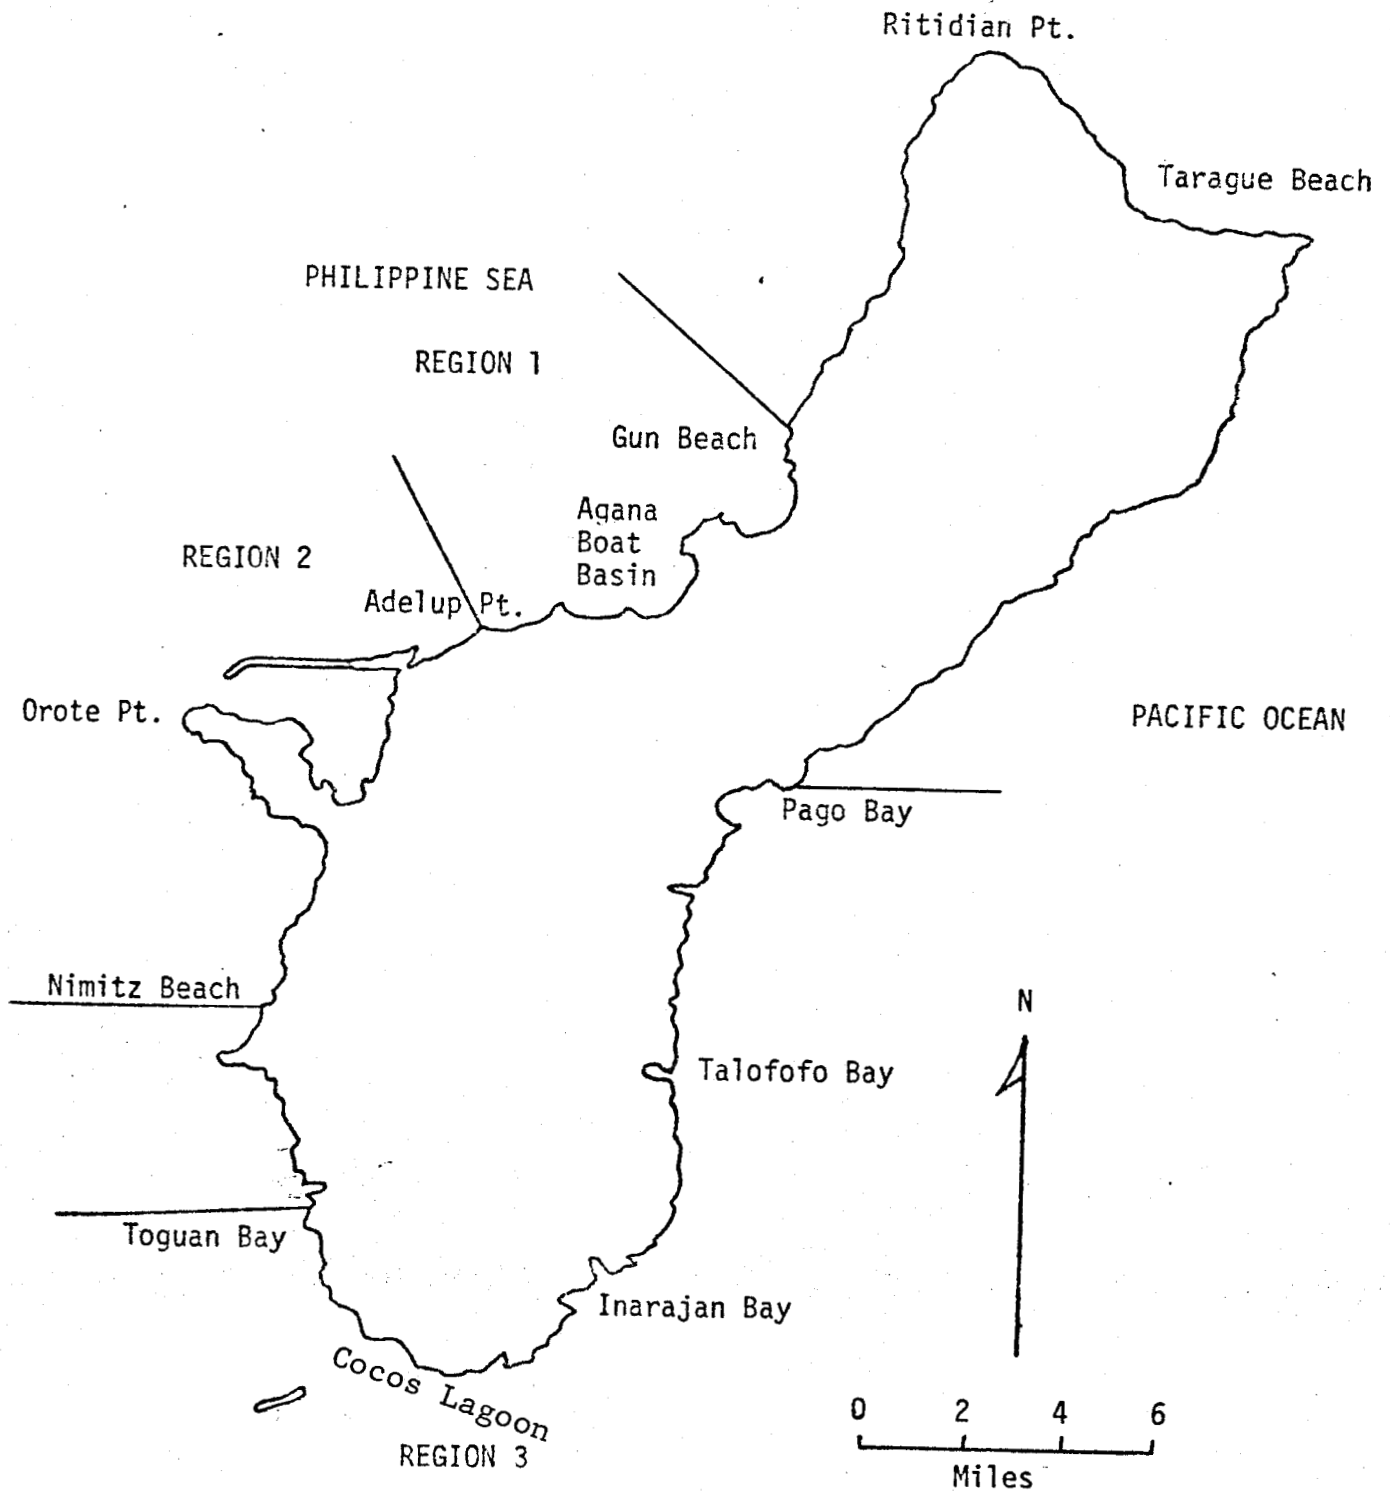 Ritidian Pt.
Tarague Beach
PHILIPPINE SEA
REGION 1
Gun Beach
Agana
Boat
Basin
REGION 2
Adelup Pt.
Orote Pt.
PACIFIC OCEAN
Pago Bay
Nimitz Beach
N
Talofofo Bay
Toguan Bay
Inarajan Bay
Cocos Lagoon
REGION 3
0 2 4 6
Miles